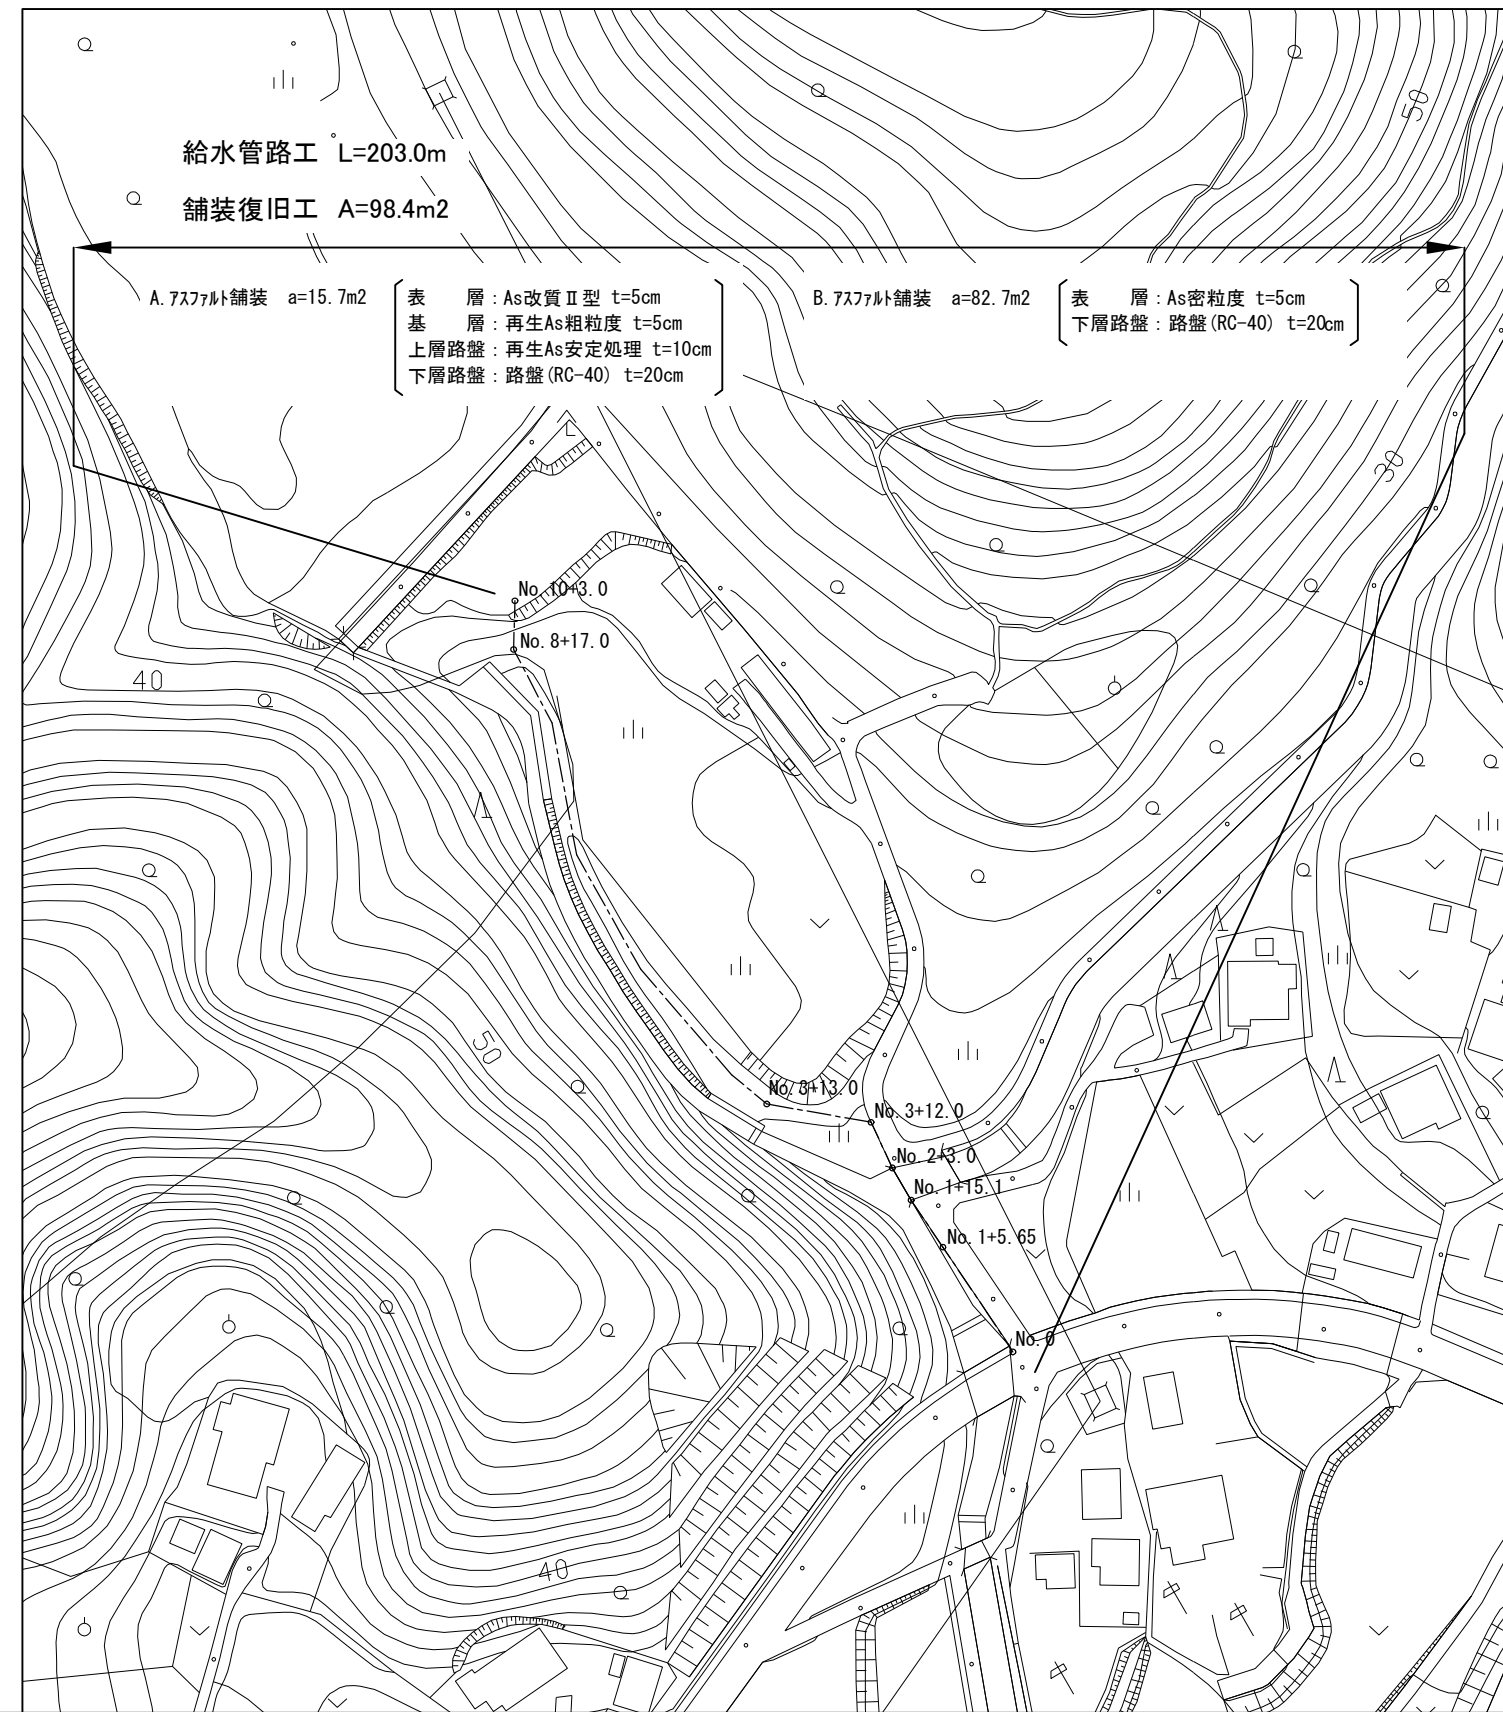 50
給水管路工 L=203.0m
舗装復旧工 A=98.4m2
A.アスファルト舗装 a=15.7m2
表 層：As改質Ⅱ型 t=5cm
基 層：再生As粗粒度 t=5cm
上層路盤：再生As安定処理 t=10cm
下層路盤：路盤(RC-40) t=20cm
B.アスファルト舗装 a=82.7m2
表 層：As密粒度 t=5cm
下層路盤：路盤(RC-40) t=20cm
30
No.10+3.0
No.8+17.0
40
50
No.3+13.0
No.3+12.0
No.2+3.0
No.1+15.1
No.1+5.65
No.0
40